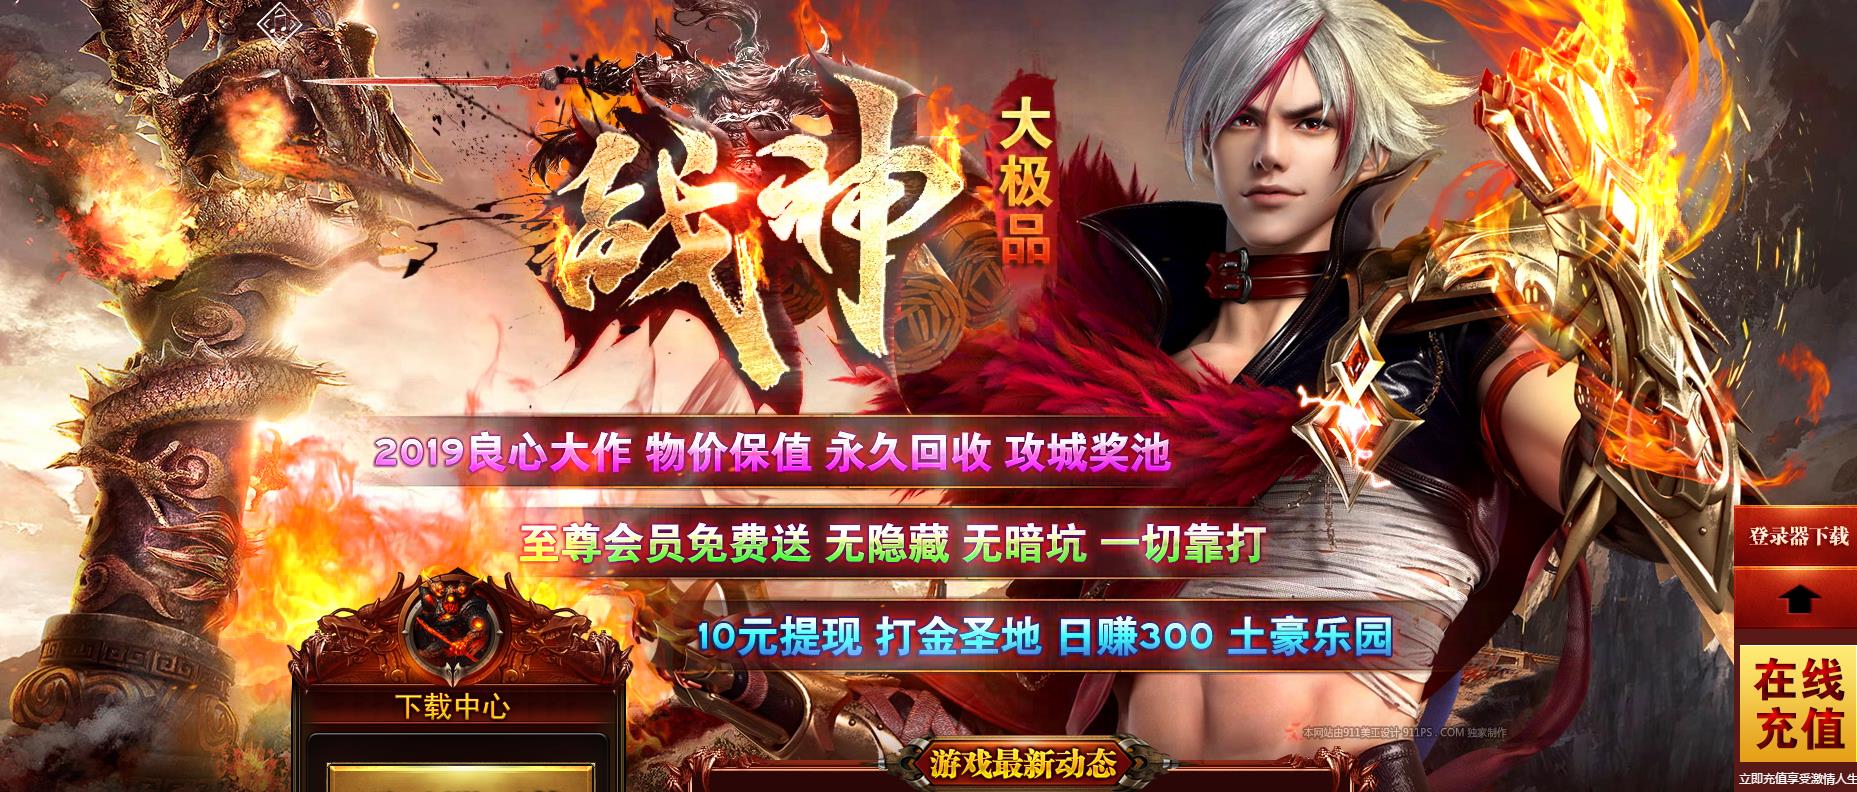 战神
大极品
2019良心大作 物价保值 永久回收 攻城奖池
至尊会员免费送 无隐藏 无暗坑 一切靠打
登录器下载
10元提现 打金圣地 日赚300 土豪乐园
在线
充值
下载中心
本网站由911美工设计 911PS . COM 独家制作
游戏最新动态
立即充值享受激情人生